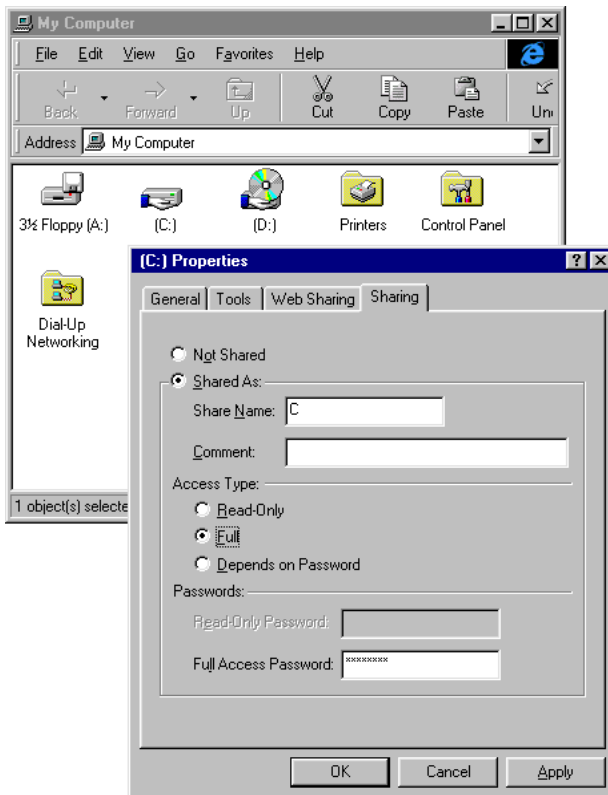 My Computer
File Edit View Go Favorites Help
Back Forward Up Cut Copy Paste
Address My Computer
3½ Floppy (A:) (C:) (D:) Printers Control Panel
Dial-Up
Networking
1 object(s) selecte
(C:) Properties
General Tools Web Sharing Sharing
Not Shared
Shared As:
Share Name: C
Comment:
Access Type:
Read-Only
Full
Depends on Password
Passwords:
Read-Only Password:
Full Access Password: ********
OK Cancel Apply